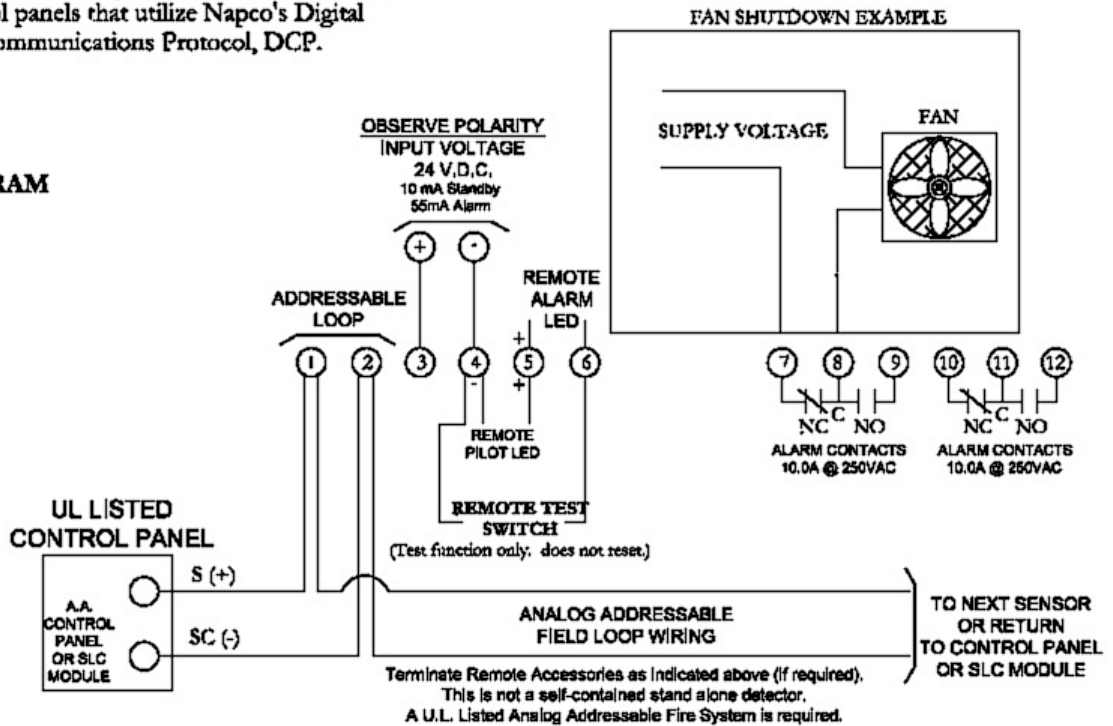 ol panels that utilize Napco's Digital
ommunications Protocol, DCP.
RAM
FAN SHUTDOWN EXAMPLE
SUPPLY VOLTAGE
FAN
OBSERVE POLARITY
INPUT VOLTAGE
24 V.D.C.
10 mA Standby
55mA Alarm
+
-
ADDRESSABLE
LOOP
REMOTE
ALARM
LED
+
1
2
3
4
5
6
7
8
9
10
11
12
-
+
REMOTE
PILOT LED
NC C NO
NC C NO
ALARM CONTACTS
10.0A @ 250VAC
ALARM CONTACTS
10.0A @ 250VAC
REMOTE TEST
SWITCH
(Test function only. does not reset.)
UL LISTED
CONTROL PANEL
A.A.
CONTROL
PANEL
OR SLC
MODULE
S (+)
SC (-)
ANALOG ADDRESSABLE
FIELD LOOP WIRING
TO NEXT SENSOR
OR RETURN
TO CONTROL PANEL
OR SLC MODULE
Terminate Remote Accessories as indicated above (if required).
This is not a self-contained stand alone detector.
A U.L. Listed Analog Addressable Fire System is required.